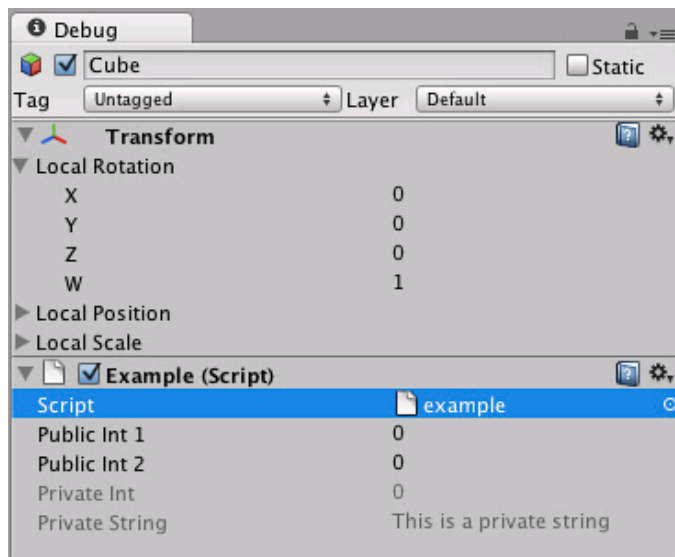 Debug
Cube Static
Tag Untagged Layer Default
Transform
Local Rotation
X 0
Y 0
Z 0
W 1
Local Position
Local Scale
Example (Script)
Script example
Public Int 1 0
Public Int 2 0
Private Int 0
Private String This is a private string